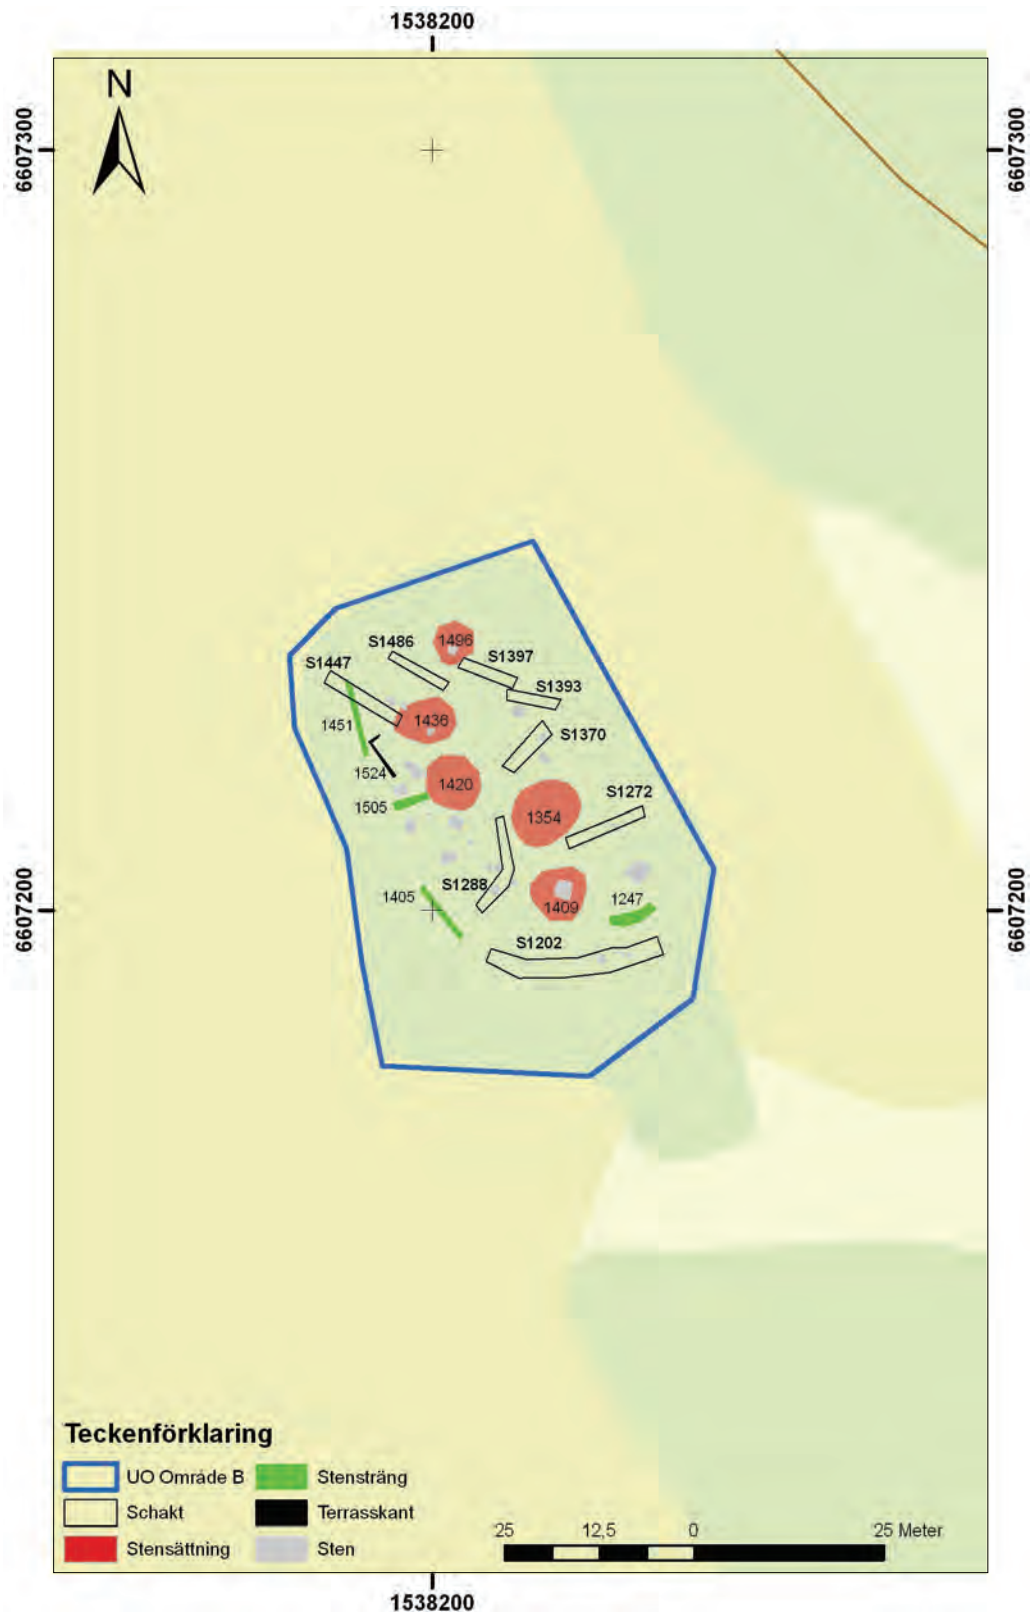 1538200
N
6607300
6607300
1496
S1486
S1397
S1447
S1393
1436
1451
S1370
1524
1420
S1272
1505
1354
S1288
1405
1247
1409
6607200
6607200
S1202
Teckenförklaring
UO Område B
Stensträng
Schakt
Terrasskant
Stensättning
Sten
25 12,5 0 25 Meter
1538200